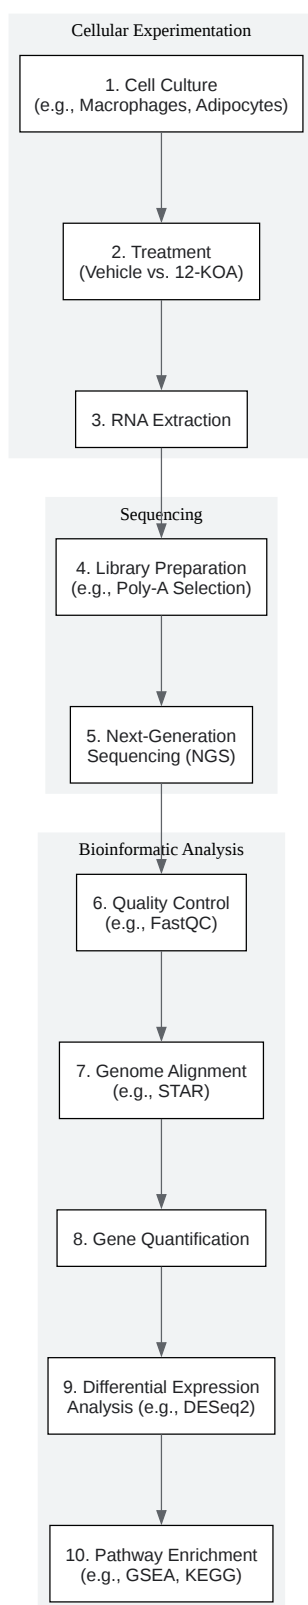 Cellular Experimentation
1. Cell Culture
(e.g., Macrophages, Adipocytes)
2. Treatment
(Vehicle vs. 12-KOA)
3. RNA Extraction
Sequencing
4. Library Preparation
(e.g., Poly-A Selection)
5. Next-Generation
Sequencing (NGS)
Bioinformatic Analysis
6. Quality Control
(e.g., FastQC)
7. Genome Alignment
(e.g., STAR)
8. Gene Quantification
9. Differential Expression
Analysis (e.g., DESeq2)
10. Pathway Enrichment
(e.g., GSEA, KEGG)